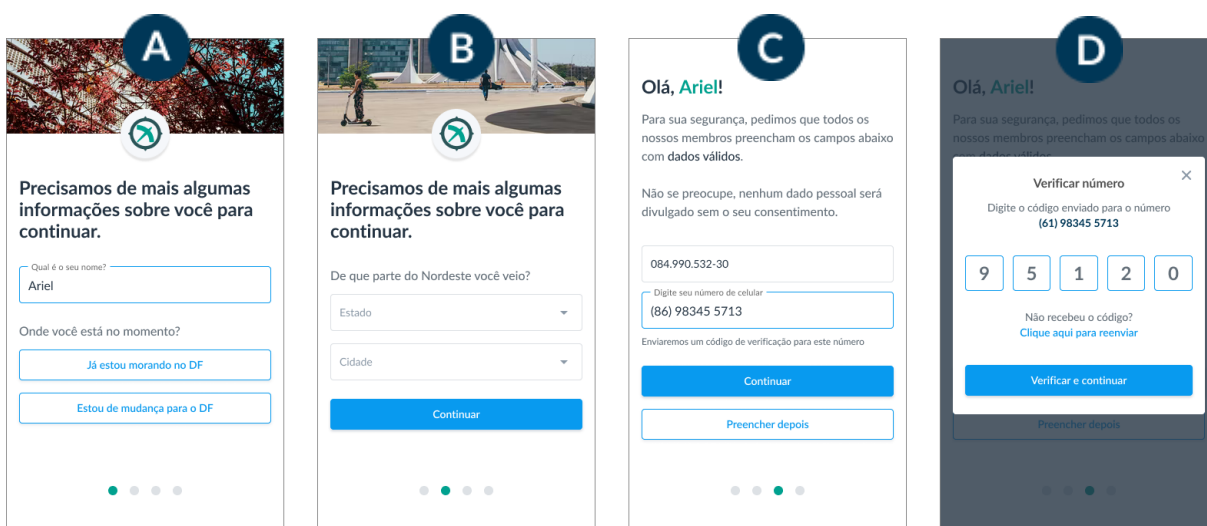 A
Precisamos de mais algumas
informações sobre você para
continuar.
Qual é o seu nome?
Ariel
Onde você está no momento?
Já estou morando no DF
Estou de mudança para o DF
B
Precisamos de mais algumas
informações sobre você para
continuar.
De que parte do Nordeste você veio?
Estado
Cidade
Continuar
C
Olá, Ariel!
Para sua segurança, pedimos que todos os
nossos membros preencham os campos abaixo
com dados válidos.
Não se preocupe, nenhum dado pessoal será
divulgado sem o seu consentimento.
084.990.532-30
Digite seu número de celular
(86) 98345 5713
Enviaremos um código de verificação para este número
Continuar
Preencher depois
D
Olá, Ariel!
Para sua segurança, pedimos que todos os
nossos membros preencham os campos abaixo
com dados válidos
Verificar número
Digite o código enviado para o número
(61) 98345 5713
9 5 1 2 0
Não recebeu o código?
Clique aqui para reenviar
Verificar e continuar
Preencher depois